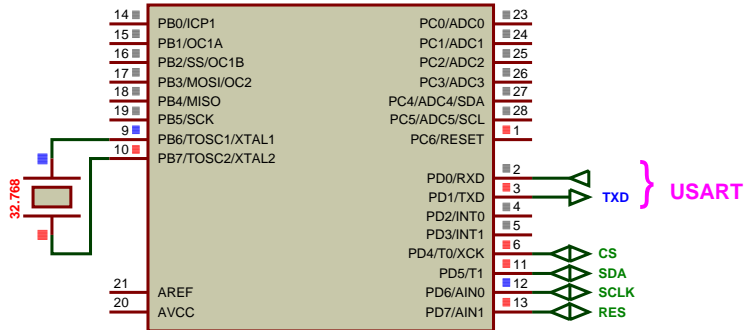 14 PB0/ICP1 PC0/ADC0 23
15 PB1/OC1A PC1/ADC1 24
16 PB2/SS/OC1B PC2/ADC2 25
17 PB3/MOSI/OC2 PC3/ADC3 26
18 PB4/MISO PC4/ADC4/SDA 27
19 PB5/SCK PC5/ADC5/SCL 28
9 PB6/TOSC1/XTAL1 PC6/RESET 1
10 PB7/TOSC2/XTAL2
32.768
PD0/RXD 2
PD1/TXD 3 TXD } USART
PD2/INT0 4
PD3/INT1 5
PD4/T0/XCK 6 CS
PD5/T1 11 SDA
21 AREF PD6/AIN0 12 SCLK
20 AVCC PD7/AIN1 13 RES